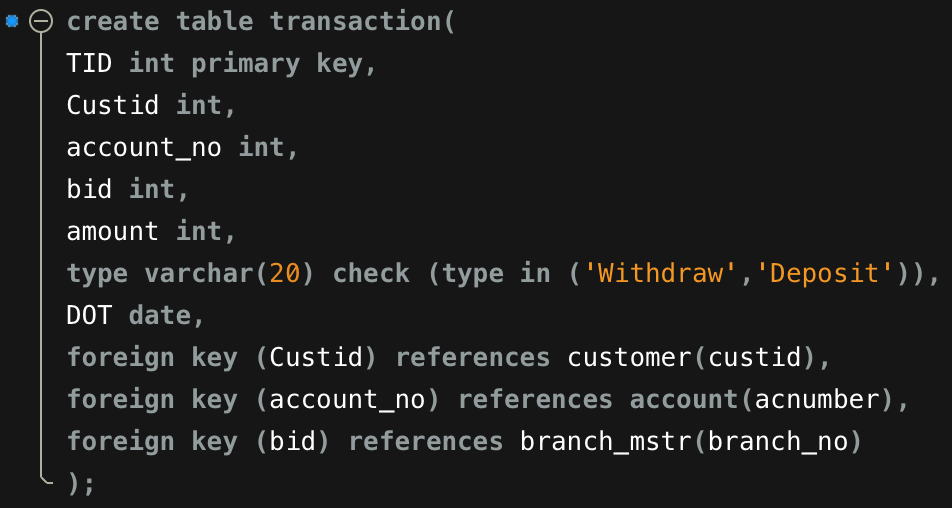 create table transaction(
TID int primary key,
Custid int,
account_no int,
bid int,
amount int,
type varchar(20) check (type in ('Withdraw','Deposit')),
DOT date,
foreign key (Custid) references customer(custid),
foreign key (account_no) references account(acnumber),
foreign key (bid) references branch_mstr(branch_no)
);